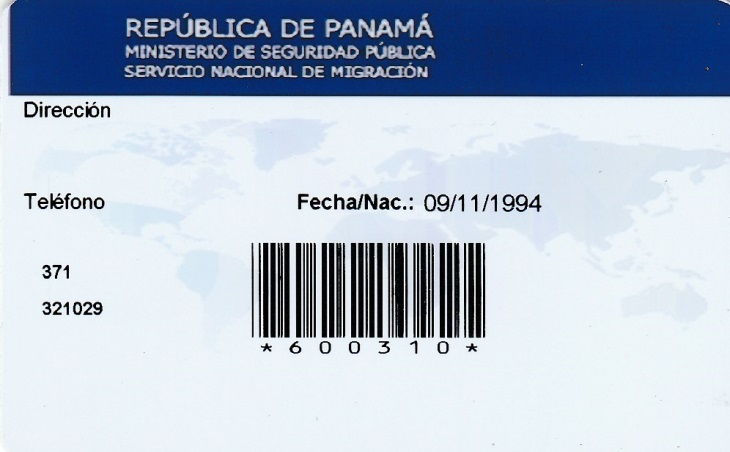 REPÚBLICA DE PANAMÁ
MINISTERIO DE SEGURIDAD PÚBLICA
SERVICIO NACIONAL DE MIGRACIÓN
Dirección
Teléfono
Fecha/Nac.: 09/11/1994
371
321029
*600310*